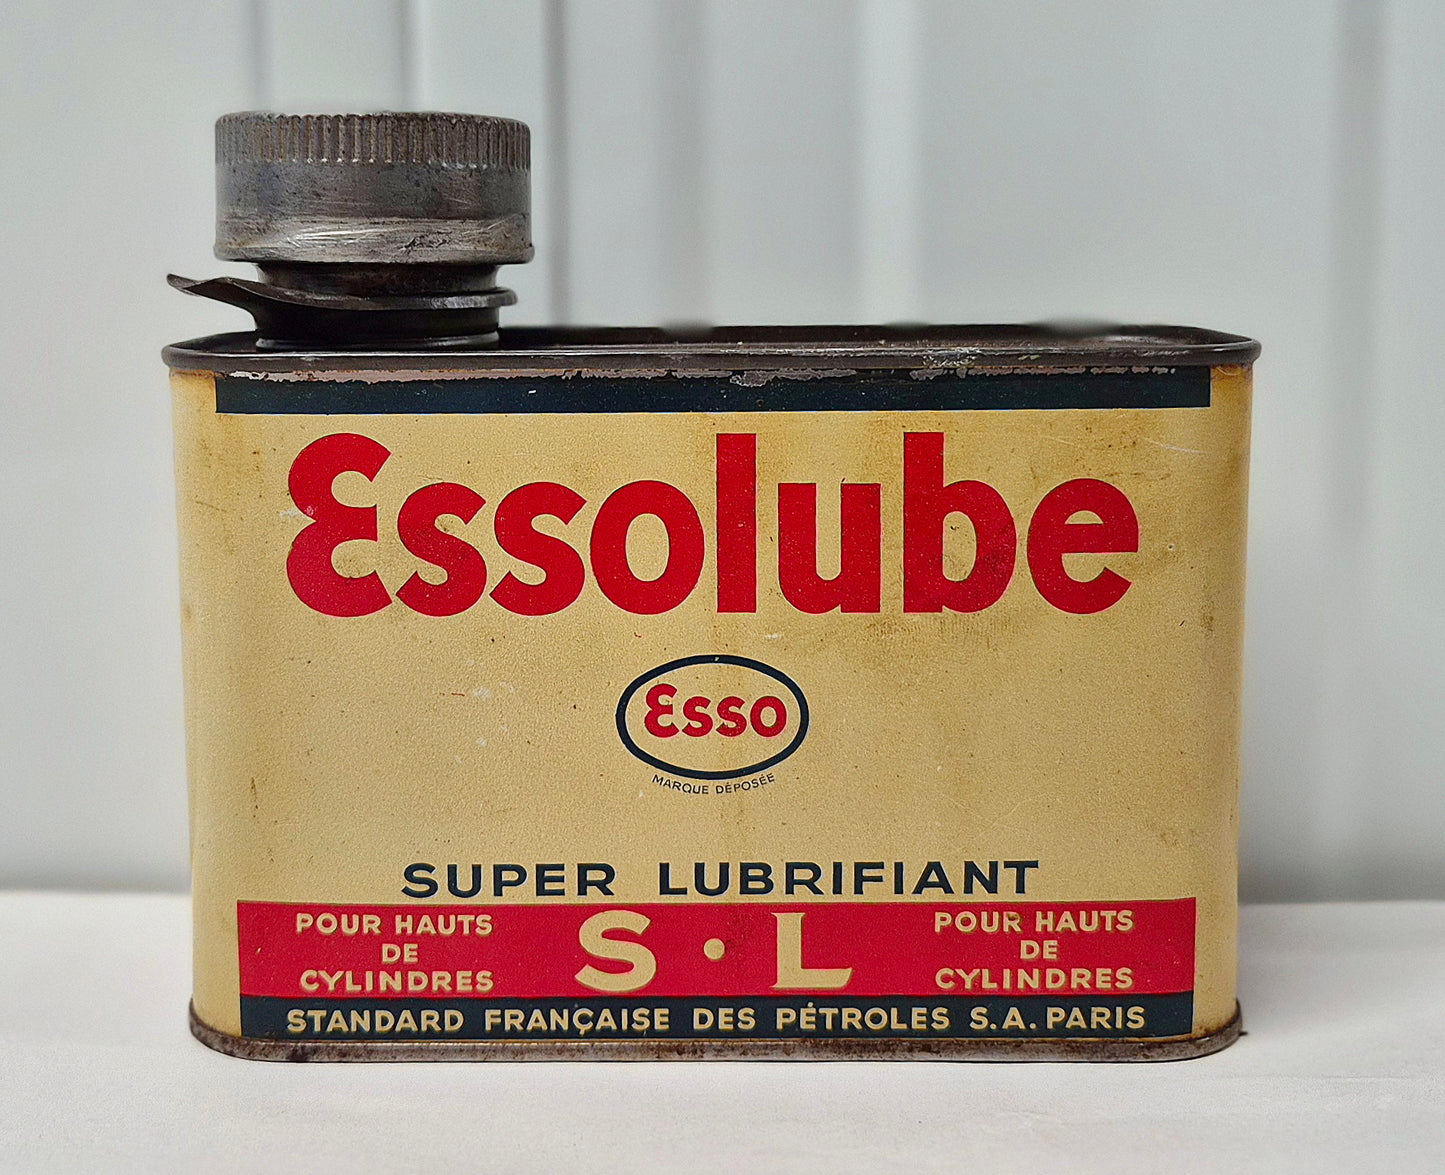 Essolube
Esso
MARQUE DÉPOSÉE
SUPER LUBRIFIANT
POUR HAUTS
DE
CYLINDRES
S·L
POUR HAUTS
DE
CYLINDRES
STANDARD FRANÇAISE DES PÉTROLES S.A. PARIS